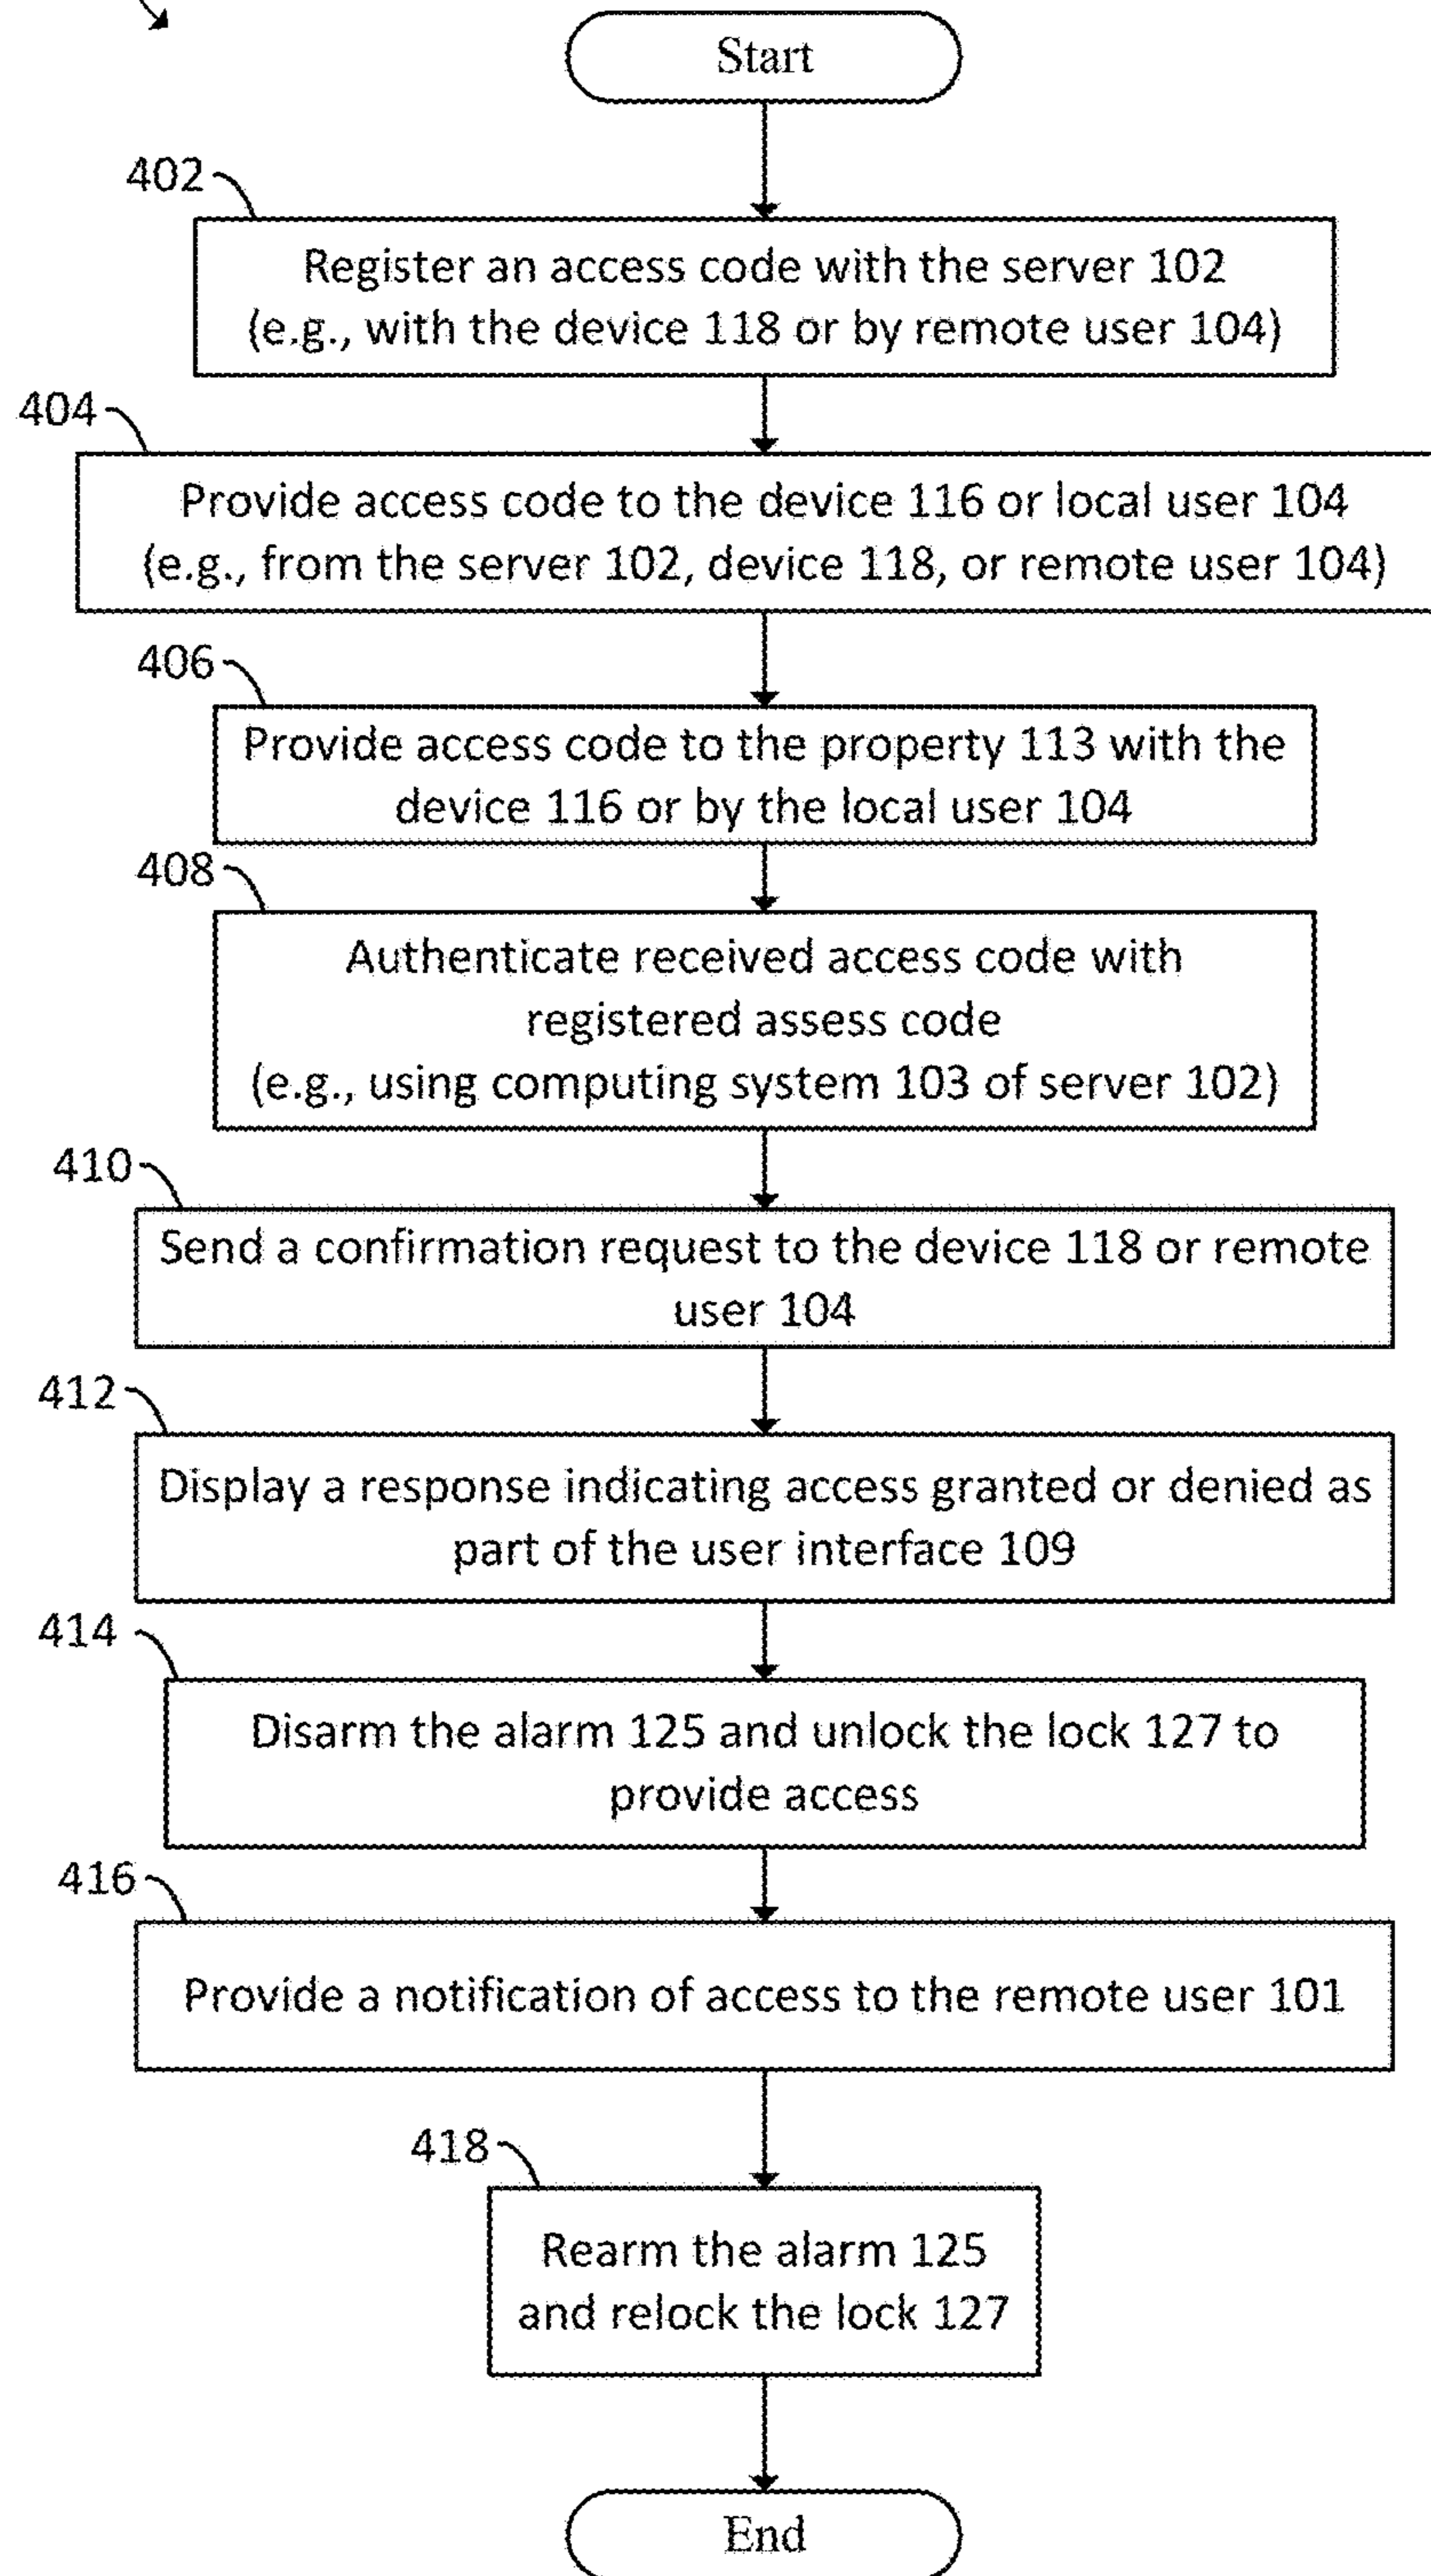 Start
402
Register an access code with the server 102
(e.g., with the device 118 or by remote user 104)
404
Provide access code to the device 116 or local user 104
(e.g., from the server 102, device 118, or remote user 104)
406
Provide access code to the property 113 with the
device 116 or by the local user 104
408
Authenticate received access code with
registered assess code
(e.g., using computing system 103 of server 102)
410
Send a confirmation request to the device 118 or remote
user 104
412
Display a response indicating access granted or denied as
part of the user interface 109
414
Disarm the alarm 125 and unlock the lock 127 to
provide access
416
Provide a notification of access to the remote user 101
418
Rearm the alarm 125
and relock the lock 127
End